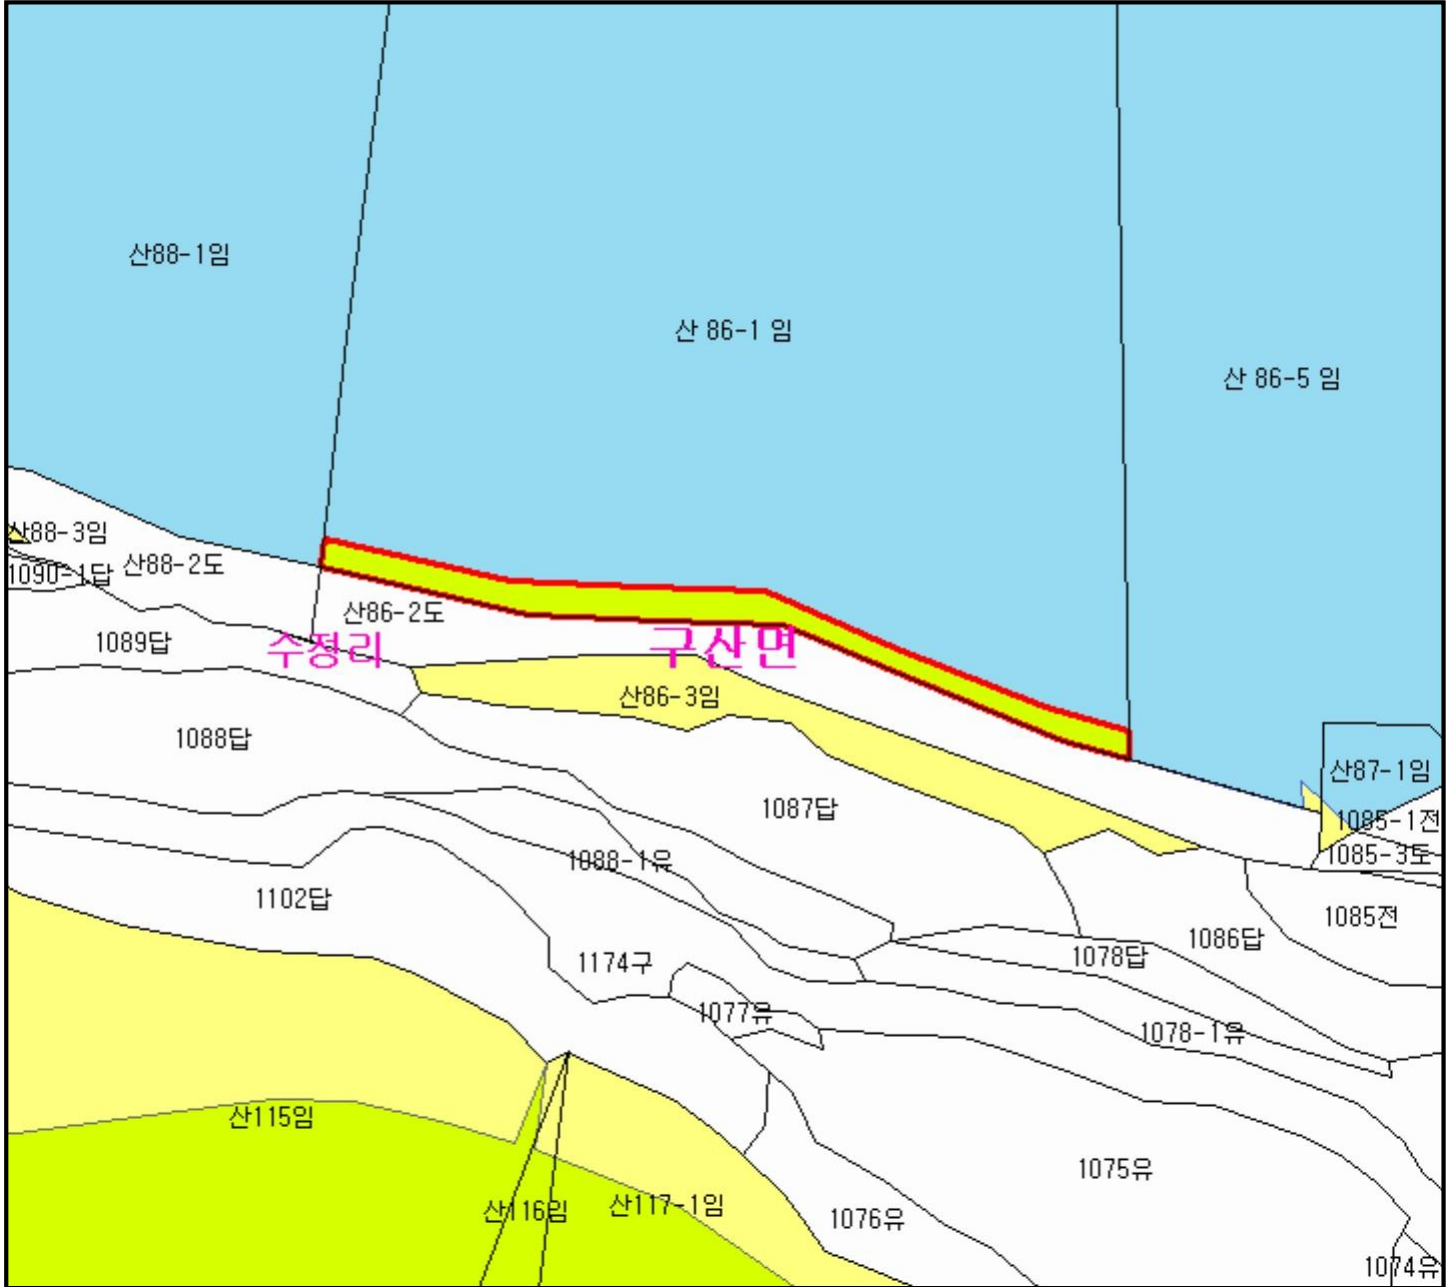 산88-1임
산 86-1 임
산 86-5 임
산88-3임
산88-2도
1090-1답
산86-2도
1089답
수정리
구산면
산86-3임
1088답
산87-1임
1087답
1085-1전
1085-3도
1088-1유
1102답
1085전
1086답
1078답
1174구
1077유
1078-1유
산115임
1075유
산116임
산117-1임
1076유
1074유